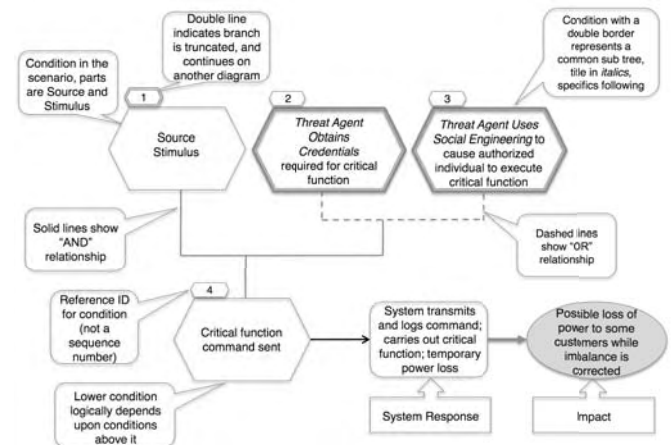 Double line
indicates branch
is truncated, and
continues on
another diagram
Condition with a
double border
represents a
common sub tree,
title in italics,
specifics following
Condition in the
scenario, parts
are Source and
Stimulus
1
2
3
Source
Stimulus
Threat Agent
Obtains
Credentials
required for critical
function
Threat Agent Uses
Social Engineering to
cause authorized
individual to execute
critical function
Solid lines show
"AND"
relationship
Dashed lines
show "OR"
relationship
Reference ID
for condition
(not a
sequence
number)
4
Critical function
command sent
System transmits
and logs command;
carries out critical
function; temporary
power loss
Possible loss of
power to some
customers while
imbalance is
corrected
Lower condition
logically depends
upon conditions
above it
System Response
Impact